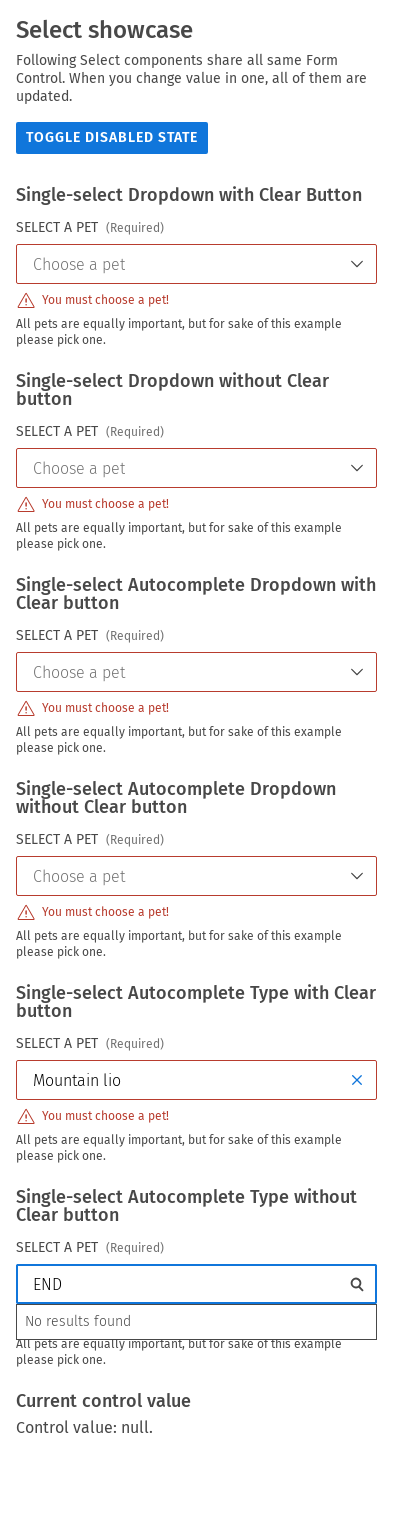 Select showcase
Following Select components share all same Form
Control. When you change value in one, all of them are
updated.
TOGGLE DISABLED STATE
Single-select Dropdown with Clear Button
SELECT A PET (Required)
Choose a pet
You must choose a pet!
All pets are equally important, but for sake of this example
please pick one.
Single-select Dropdown without Clear
button
SELECT A PET (Required)
Choose a pet
You must choose a pet!
All pets are equally important, but for sake of this example
please pick one.
Single-select Autocomplete Dropdown with
Clear button
SELECT A PET (Required)
Choose a pet
You must choose a pet!
All pets are equally important, but for sake of this example
please pick one.
Single-select Autocomplete Dropdown
without Clear button
SELECT A PET (Required)
Choose a pet
You must choose a pet!
All pets are equally important, but for sake of this example
please pick one.
Single-select Autocomplete Type with Clear
button
SELECT A PET (Required)
Mountain lio
You must choose a pet!
All pets are equally important, but for sake of this example
please pick one.
Single-select Autocomplete Type without
Clear button
SELECT A PET (Required)
END
No results found
All pets are equally important, but for sake of this example
please pick one.
Current control value
Control value: null.